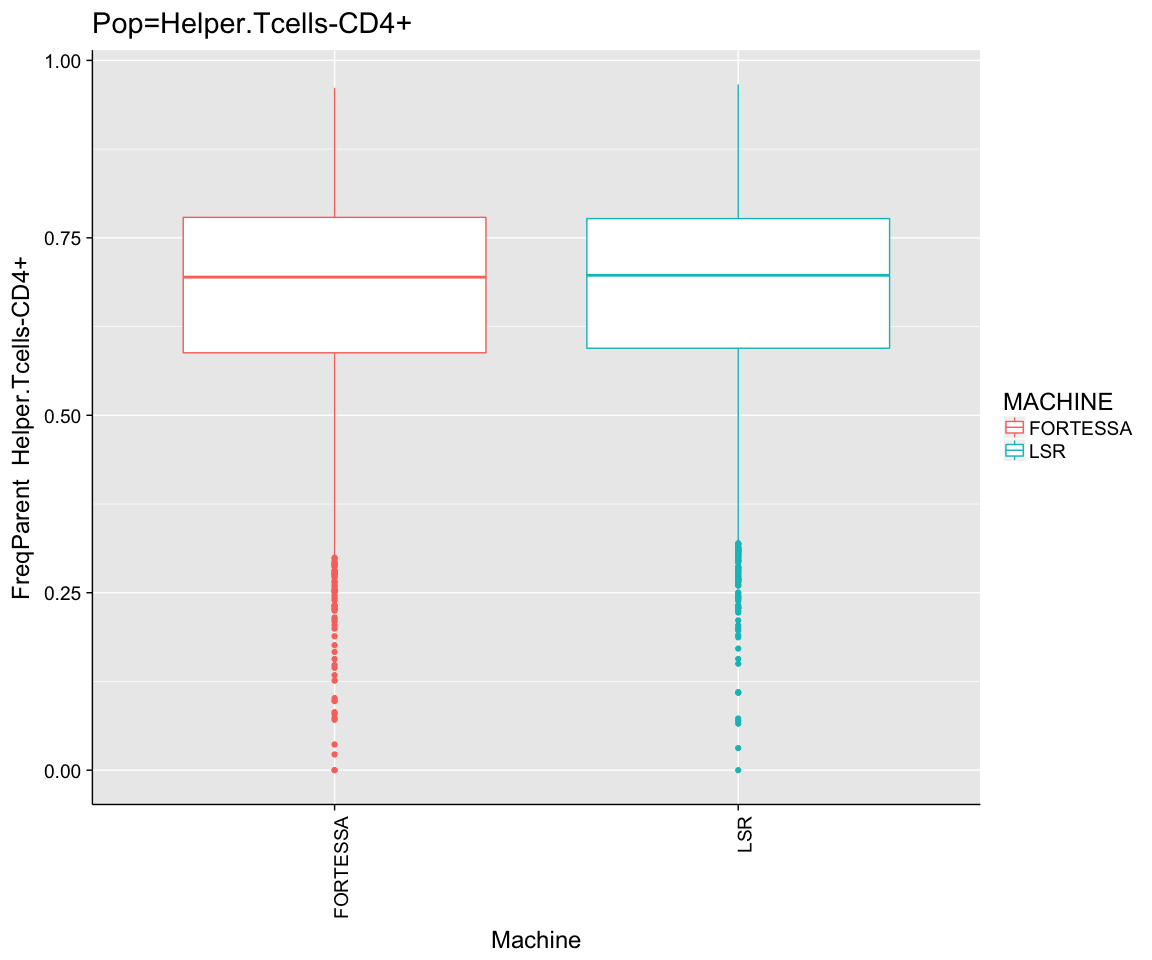 Pop=Helper.Tcells-CD4+
FreqParent Helper.Tcells-CD4+
1.00
0.75
0.50
0.25
0.00
FORTESSA
LSR
Machine
MACHINE
FORTESSA
LSR